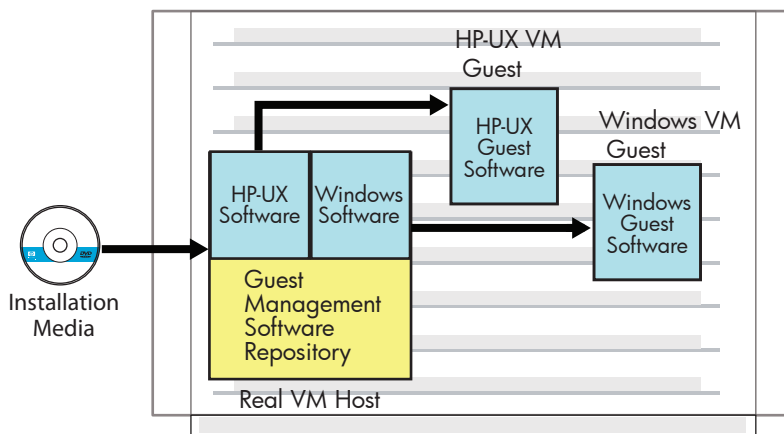 HP-UX VM
Guest
HP-UX
Guest
Software
Windows VM
Guest
Windows
Guest
Software
HP-UX
Software
Windows
Software
Installation
Media
Guest
Management
Software
Repository
Real VM Host